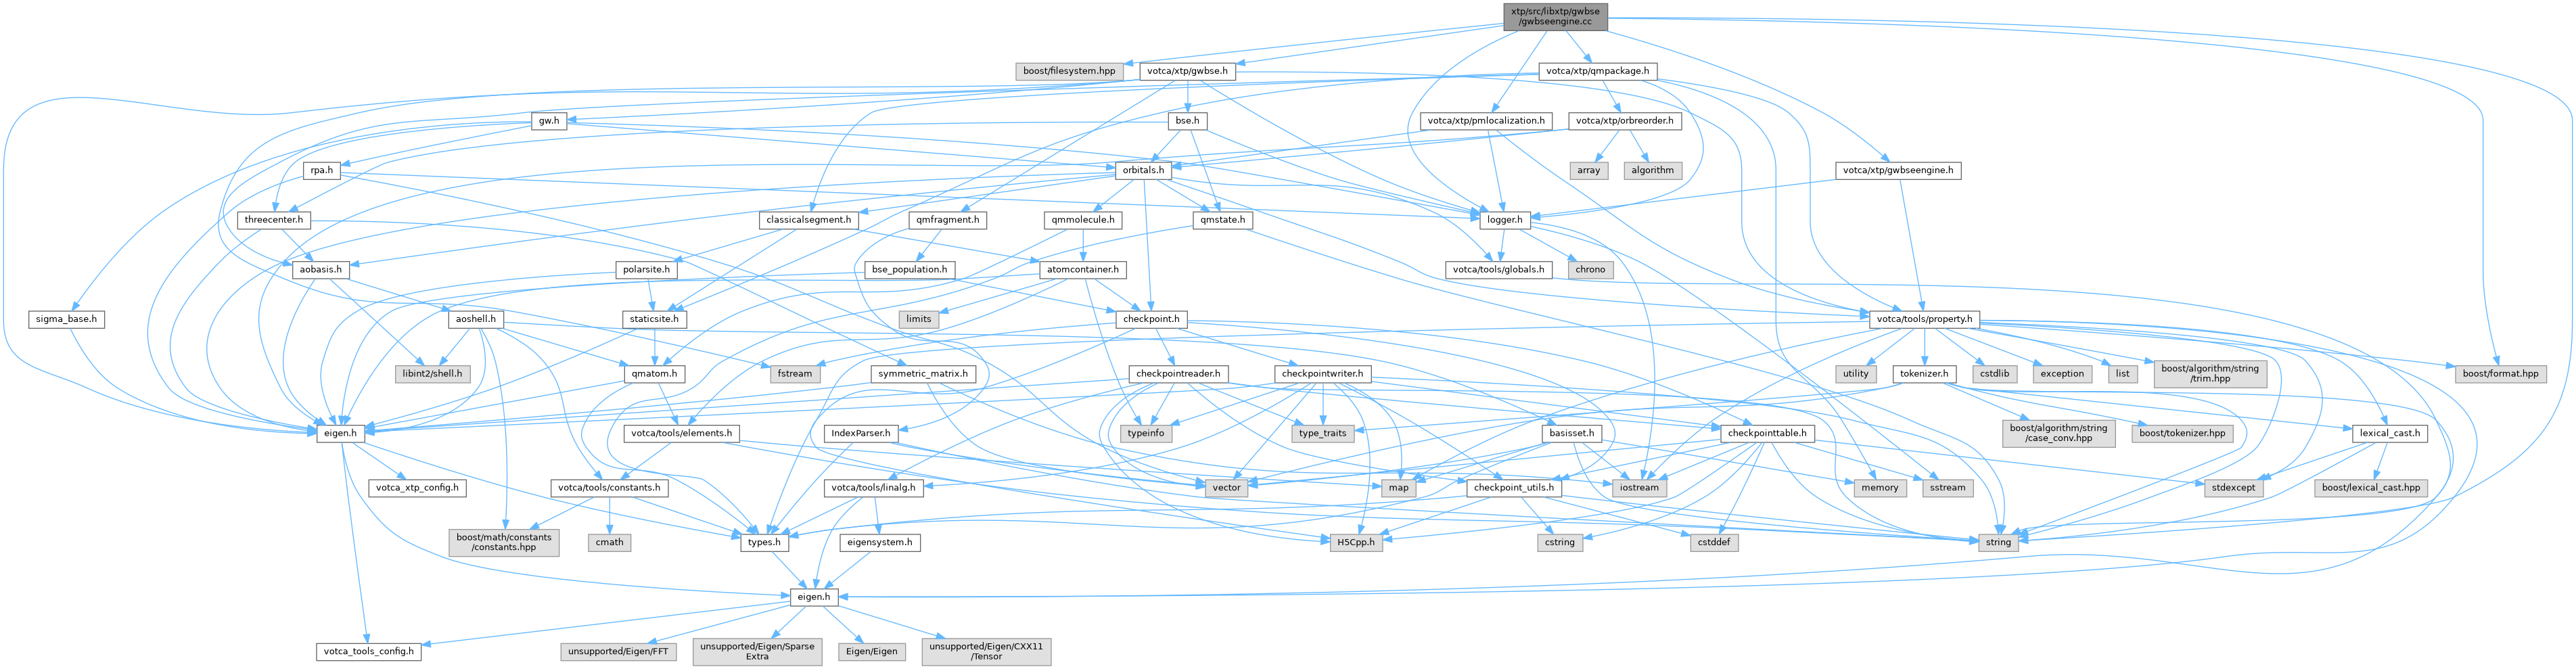 xtp/src/libxtp/gwbse
/gwbseengine.cc
boost/filesystem.hpp
votca/xtp/gwbse.h
votca/xtp/qmpackage.h
gw.h
bse.h
votca/xtp/pmlocalization.h
votca/xtp/orbreorder.h
rpa.h
orbitals.h
array
algorithm
votca/xtp/gwbseengine.h
threecenter.h
classicalsegment.h
qmfragment.h
qmmolecule.h
qmstate.h
logger.h
aobasis.h
polarsite.h
bse_population.h
atomcontainer.h
votca/tools/globals.h
chrono
sigma_base.h
aoshell.h
staticsite.h
limits
checkpoint.h
votca/tools/property.h
libint2/shell.h
qmatom.h
fstream
symmetric_matrix.h
checkpointreader.h
checkpointwriter.h
utility
tokenizer.h
cstdlib
exception
list
boost/algorithm/string
/trim.hpp
boost/format.hpp
eigen.h
votca/tools/elements.h
IndexParser.h
typeinfo
type_traits
basisset.h
checkpointtable.h
boost/algorithm/string
/case_conv.hpp
boost/tokenizer.hpp
lexical_cast.h
votca_xtp_config.h
votca/tools/constants.h
votca/tools/linalg.h
vector
map
checkpoint_utils.h
iostream
memory
sstream
stdexcept
boost/lexical_cast.hpp
boost/math/constants
/constants.hpp
cmath
types.h
eigensystem.h
H5Cpp.h
cstring
cstddef
string
eigen.h
votca_tools_config.h
unsupported/Eigen/FFT
unsupported/Eigen/Sparse
Extra
Eigen/Eigen
unsupported/Eigen/CXX11
/Tensor